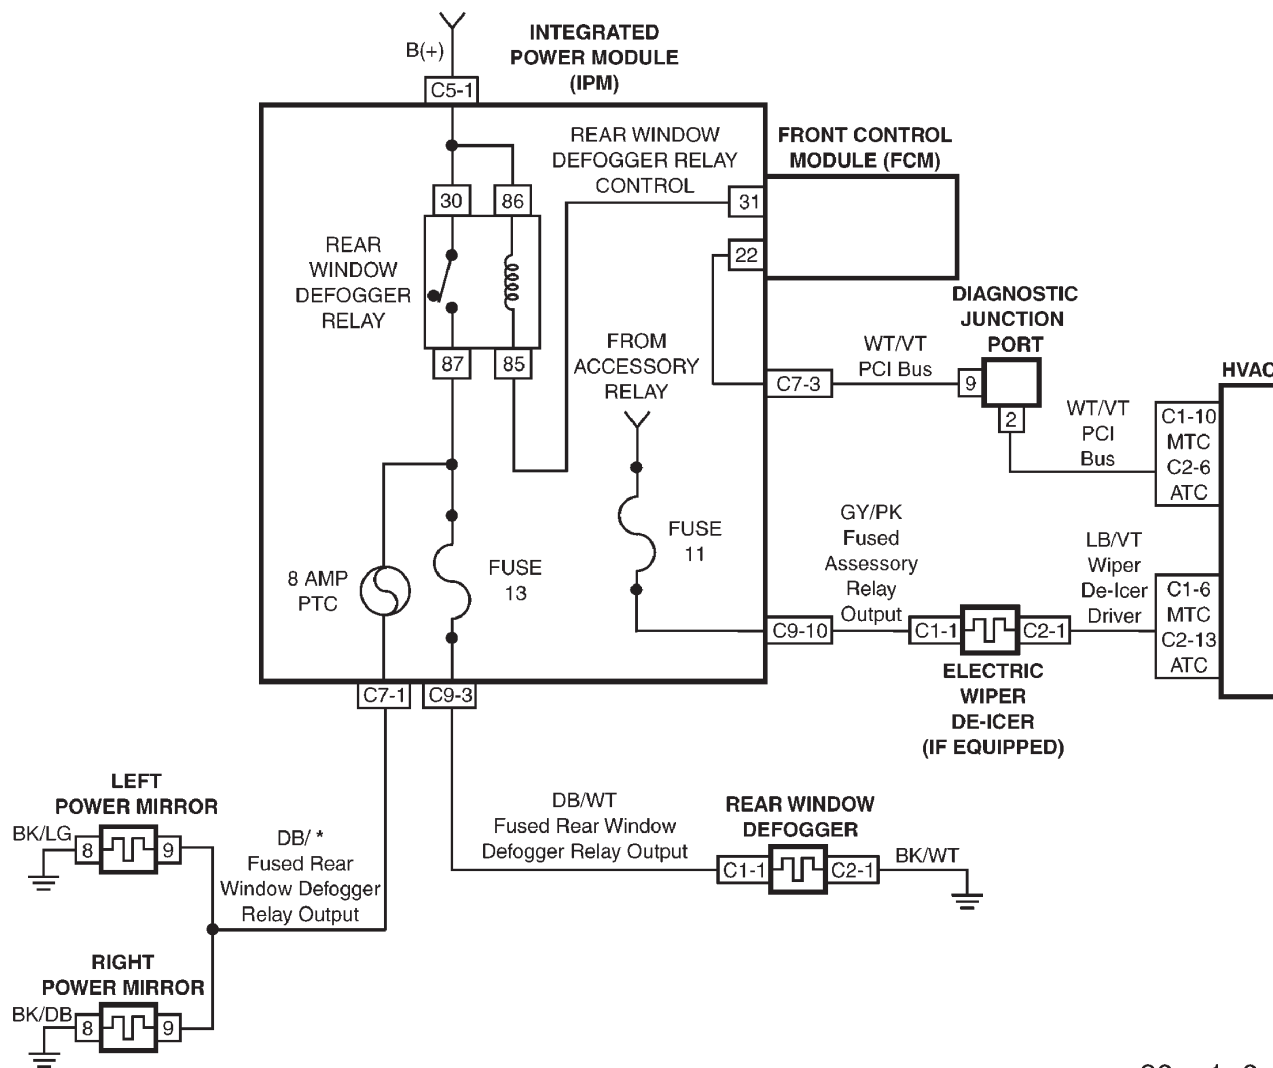 B(+)
INTEGRATED
POWER MODULE
(IPM)
C5-1
REAR WINDOW
DEFOGGER RELAY
CONTROL
FRONT CONTROL
MODULE (FCM)
30
86
31
22
REAR
WINDOW
DEFOGGER
RELAY
87
85
FROM
ACCESSORY
RELAY
DIAGNOSTIC
JUNCTION
PORT
WT/VT
PCI Bus
C7-3
9
2
WT/VT
PCI
Bus
HVAC
C1-10
MTC
C2-6
ATC
FUSE
11
GY/PK
Fused
Assessory
Relay
Output
LB/VT
Wiper
De-Icer
Driver
C1-6
MTC
C2-13
ATC
8 AMP
PTC
FUSE
13
C9-10
C1-1
C2-1
ELECTRIC
WIPER
DE-ICER
(IF EQUIPPED)
C7-1
C9-3
LEFT
POWER MIRROR
BK/LG
8
9
DB/ *
Fused Rear
Window Defogger
Relay Output
DB/WT
Fused Rear Window
Defogger Relay Output
REAR WINDOW
DEFOGGER
C1-1
C2-1
BK/WT
RIGHT
POWER MIRROR
BK/DB
8
9